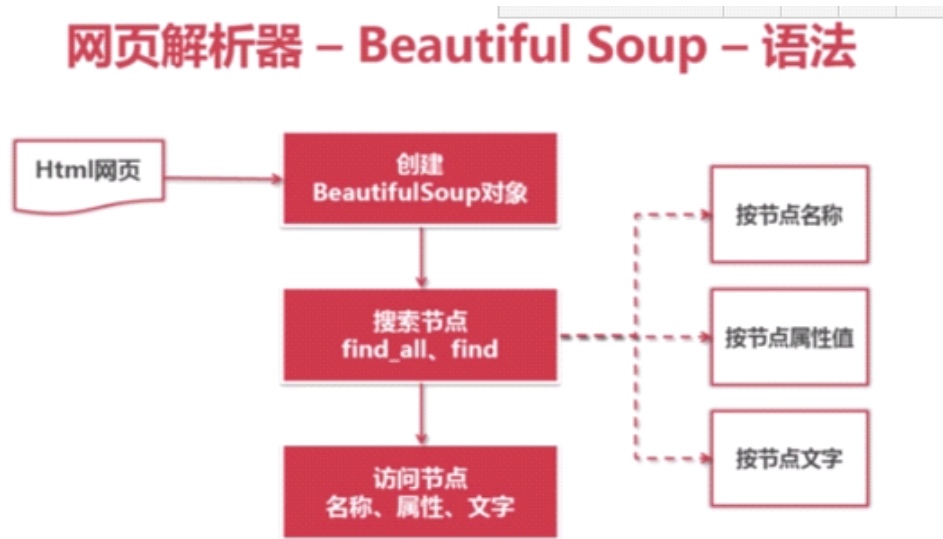 网页解析器 – Beautiful Soup – 语法
Html网页
创建
BeautifulSoup对象
搜索节点
find_all、find
访问节点
名称、属性、文字
按节点名称
按节点属性值
按节点文字